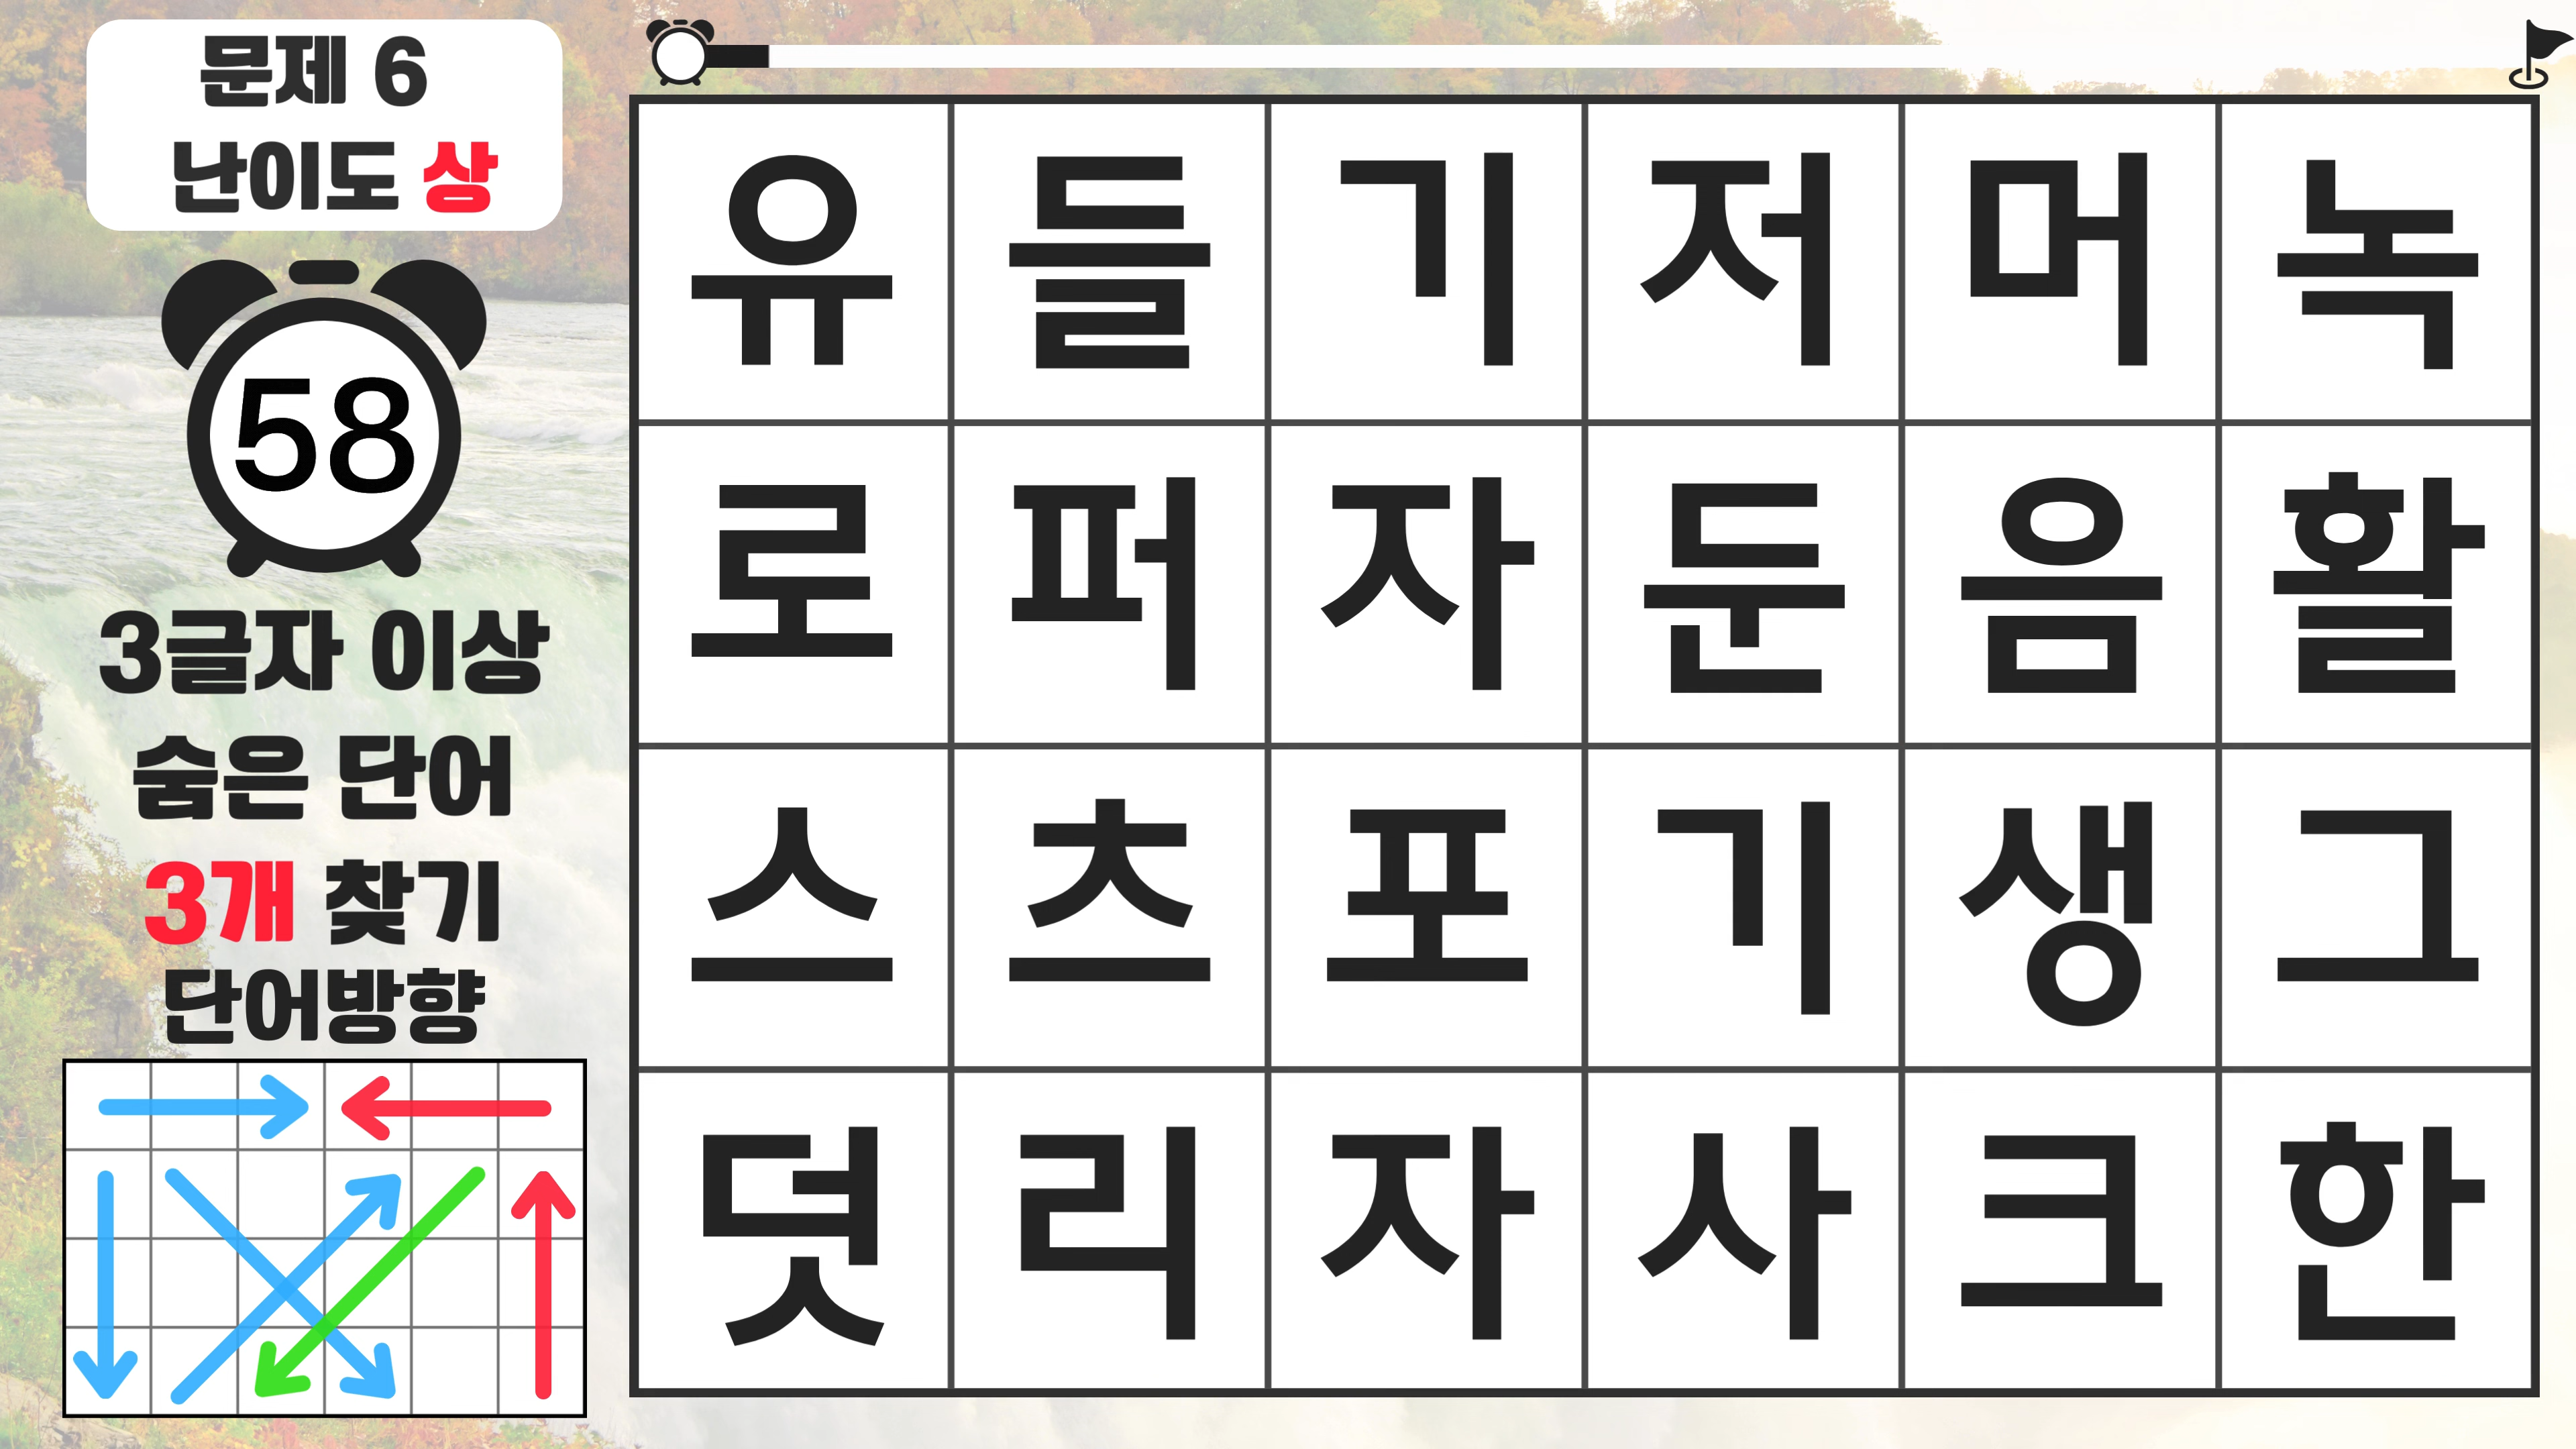 문제 6
난이도 상
58
3글자 이상
숨은 단어
3개 찾기
단어방향
유 들 기 저 머 녹
로 퍼 자 둔 음 활
스 츠 포 기 생 그
덧 리 자 사 크 한